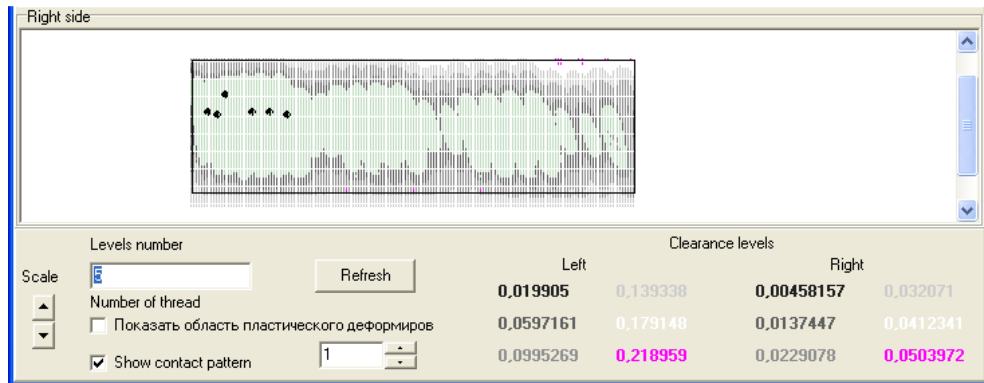 Right side
Levels number
Clearance levels
Left
Right
Scale
5
Refresh
0,019905
0,139338
0,00458157
0,032071
Number of thread
0,0597161
0,179148
0,0137447
0,0412341
Показать область пластического деформиров
0,0995269
0,218959
0,0229078
0,0503972
Show contact pattern
1